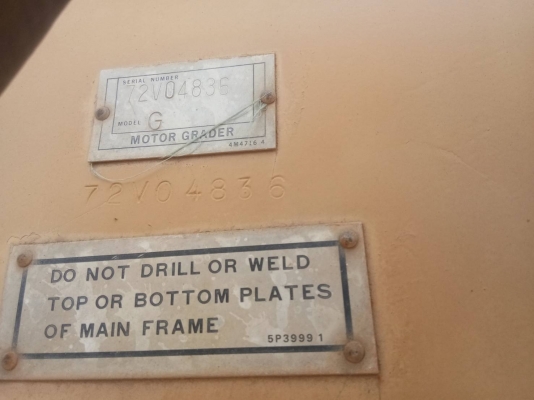 SERIAL NUMBER
72V04836
MODEL G
MOTOR GRADER
72V04836
DO NOT DRILL OR WELD
TOP OR BOTTOM PLATES
OF MAIN FRAME
5P3999 1